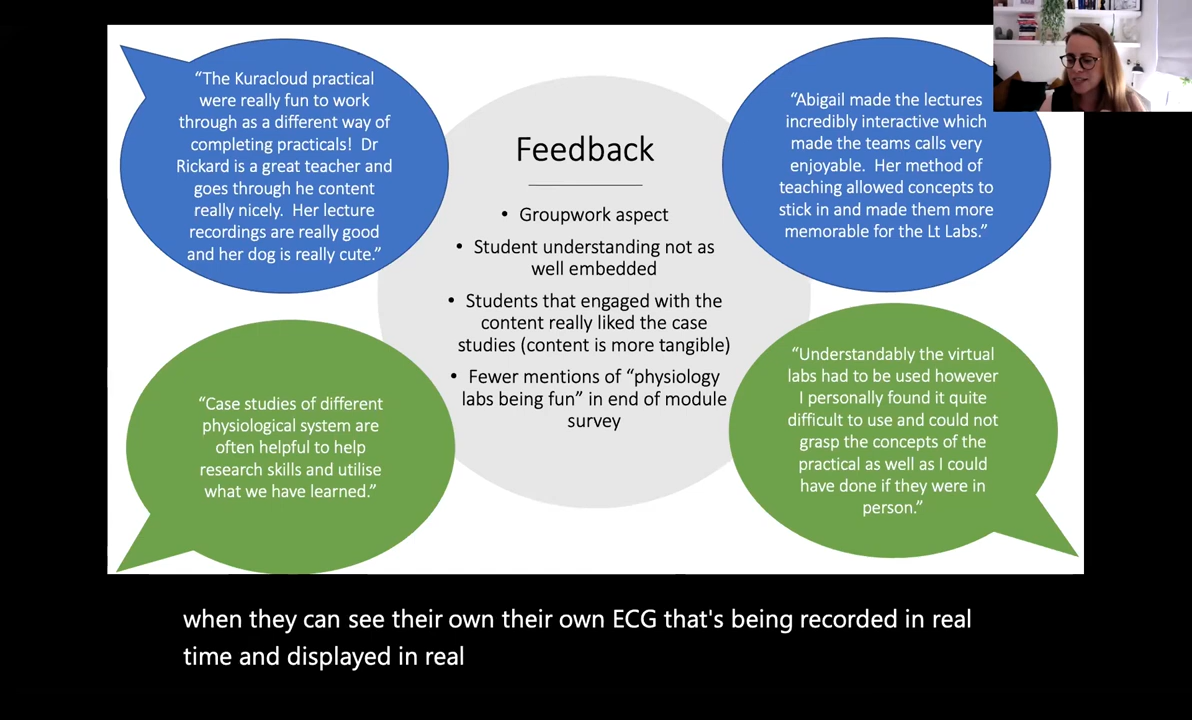 “The Kuracloud practical
were really fun to work
through as a different way of
completing practicals!  Dr
Rickard is a great teacher and
goes through he content
really nicely.  Her lecture
recordings are really good
and her dog is really cute.”
Feedback
• Groupwork aspect
• Student understanding not as
well embedded
• Students that engaged with the
content really liked the case
studies (content is more tangible)
• Fewer mentions of “physiology
labs being fun” in end of module
survey
“Abigail made the lectures
incredibly interactive which
made the teams calls very
enjoyable.  Her method of
teaching allowed concepts to
stick in and made them more
memorable for the Lt Labs.”
“Case studies of different
physiological system are
often helpful to help
research skills and utilise
what we have learned.”
“Understandably the virtual
labs had to be used however
I personally found it quite
difficult to use and could not
grasp the concepts of the
practical as well as I could
have done if they were in
person.”
when they can see their own their own ECG that's being recorded in real
time and displayed in real